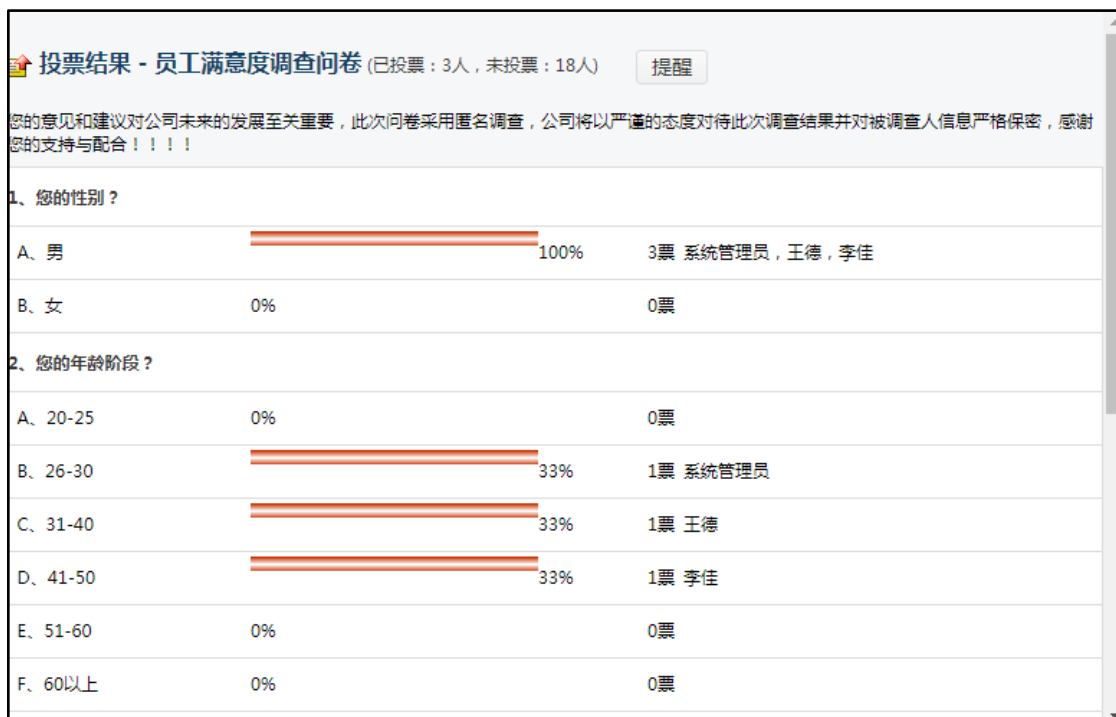 投票结果 - 员工满意度调查问卷 (已投票：3人，未投票：18人) 提醒
您的意见和建议对公司未来的发展至关重要，此次问卷采用匿名调查，公司将以严谨的态度对待此次调查结果并对被调查人信息严格保密，感谢
您的支持与配合！！！！
1、您的性别？
A、男 100% 3票 系统管理员，王德，李佳
B、女 0% 0票
2、您的年龄阶段？
A、20-25 0% 0票
B、26-30 33% 1票 系统管理员
C、31-40 33% 1票 王德
D、41-50 33% 1票 李佳
E、51-60 0% 0票
F、60以上 0% 0票